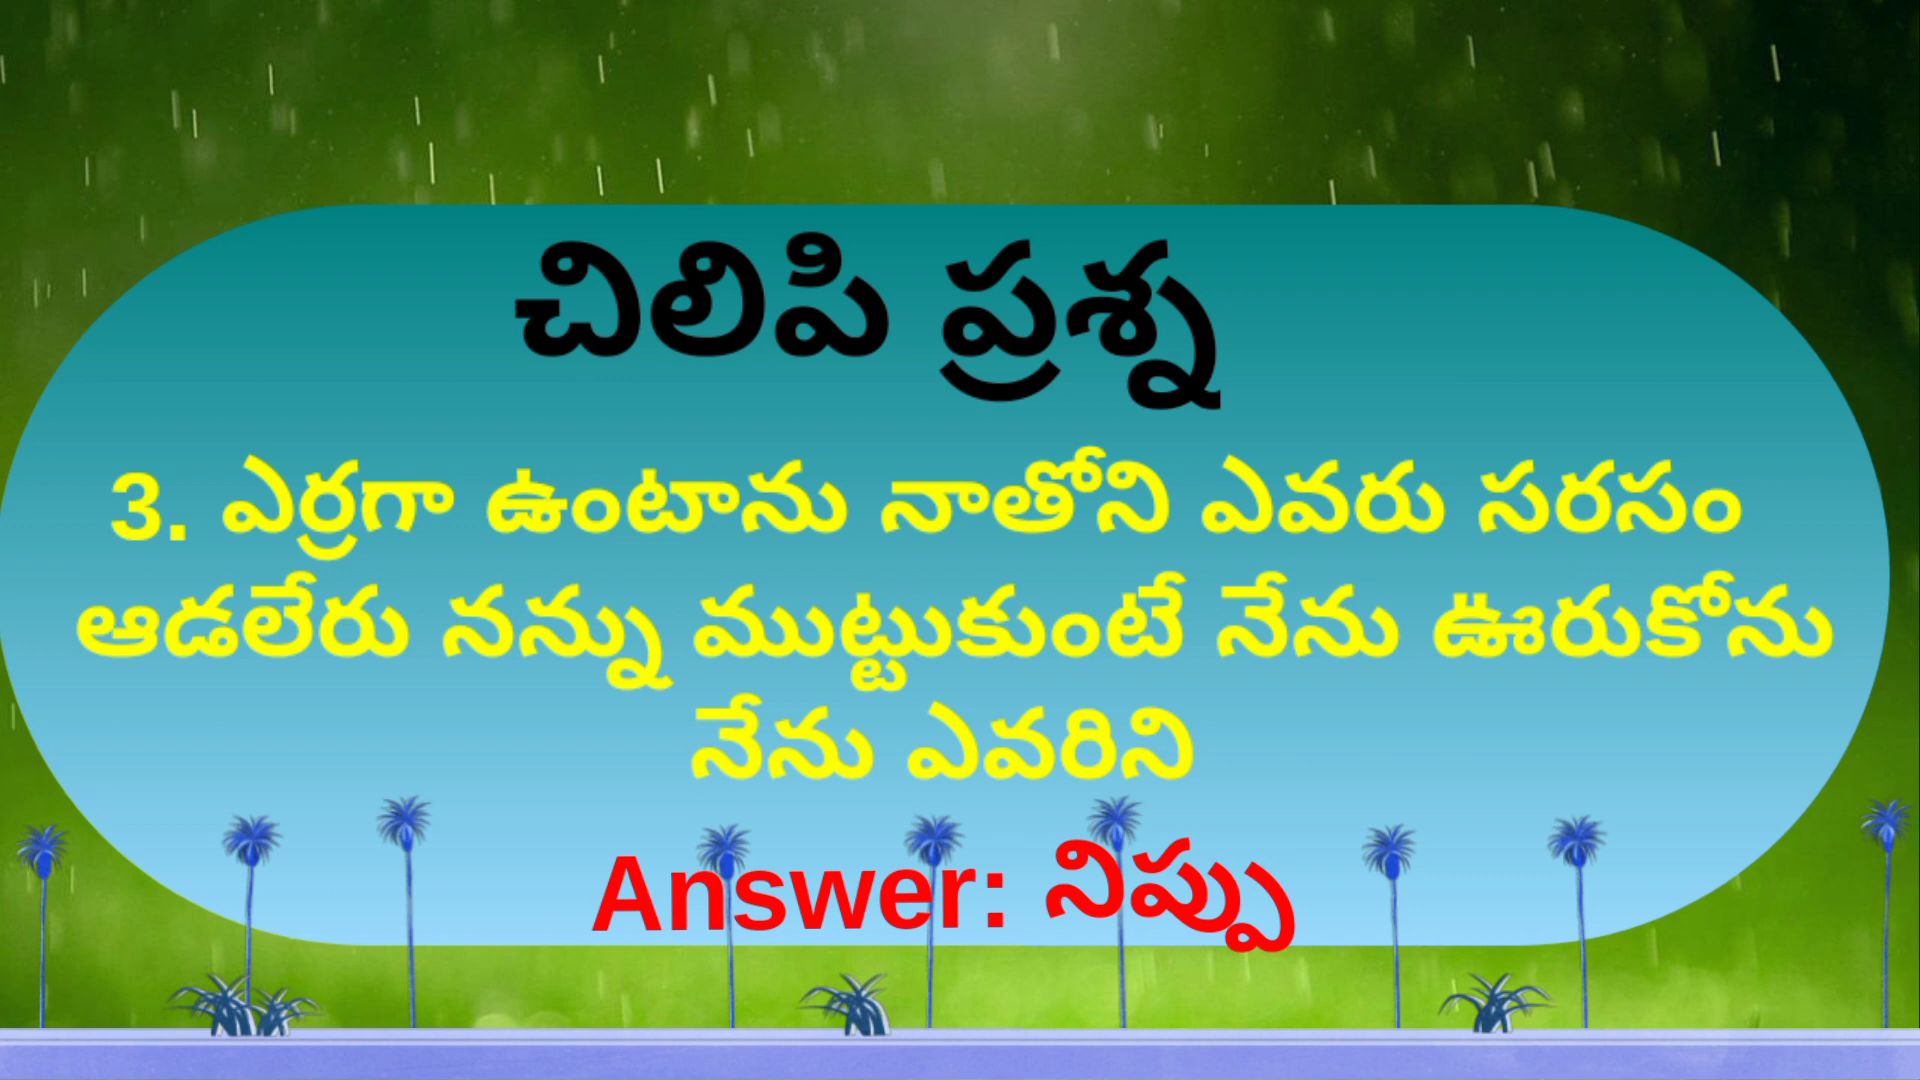 చిలిపి ప్రశ్న
3. ఎర్రగా ఉంటాను నాతోని ఎవరు సరసం
ఆడలేరు నన్ను ముట్టుకుంటే నేను ఊరుకోను
నేను ఎవరిని
Answer: నిప్పు